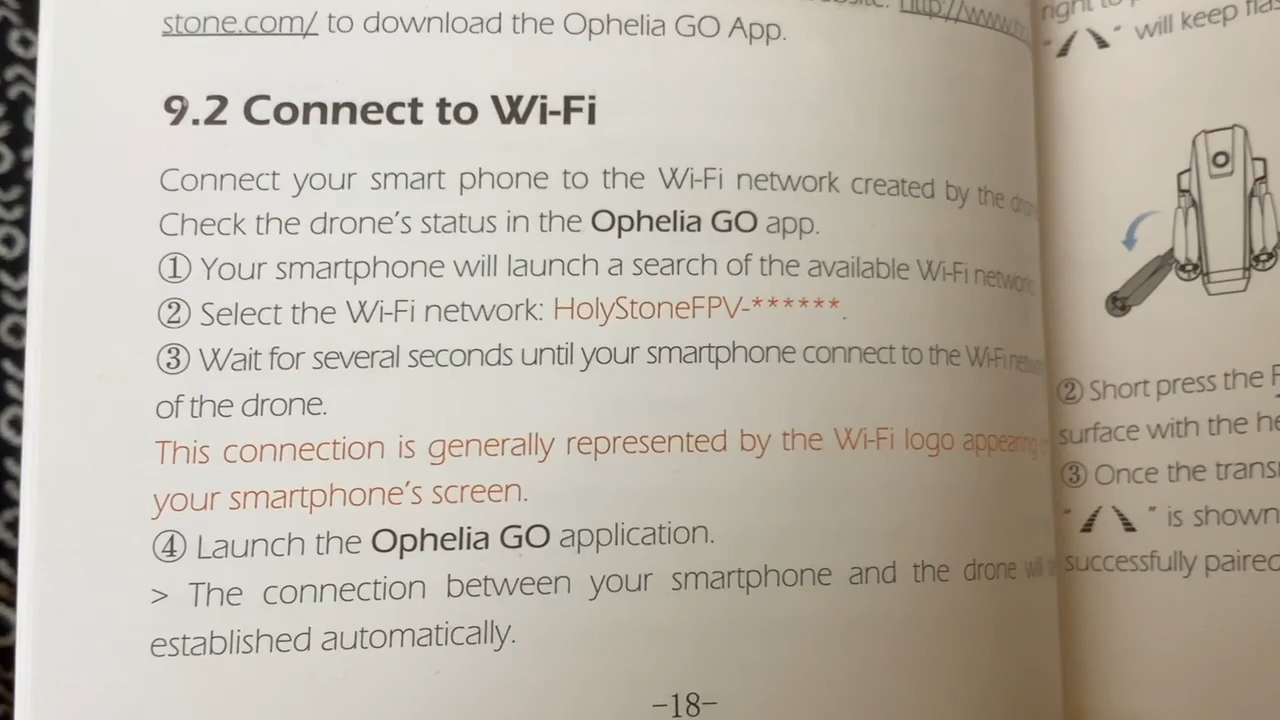 stone.com/ to download the Ophelia GO App.
9.2 Connect to Wi-Fi
Connect your smart phone to the Wi-Fi network created by the
Check the drone's status in the Ophelia GO app.
① Your smartphone will launch a search of the available Wi-Fi
② Select the Wi-Fi network: HolyStoneFPV-******.
③ Wait for several seconds until your smartphone connect to the Wi-Fi
of the drone.
This connection is generally represented by the Wi-Fi logo appearing
your smartphone's screen.
④ Launch the Ophelia GO application.
> The connection between your smartphone and the drone will
established automatically.
-18-
" will keep
② Short press the
surface with the
③ Once the
" is shown
successfully paired